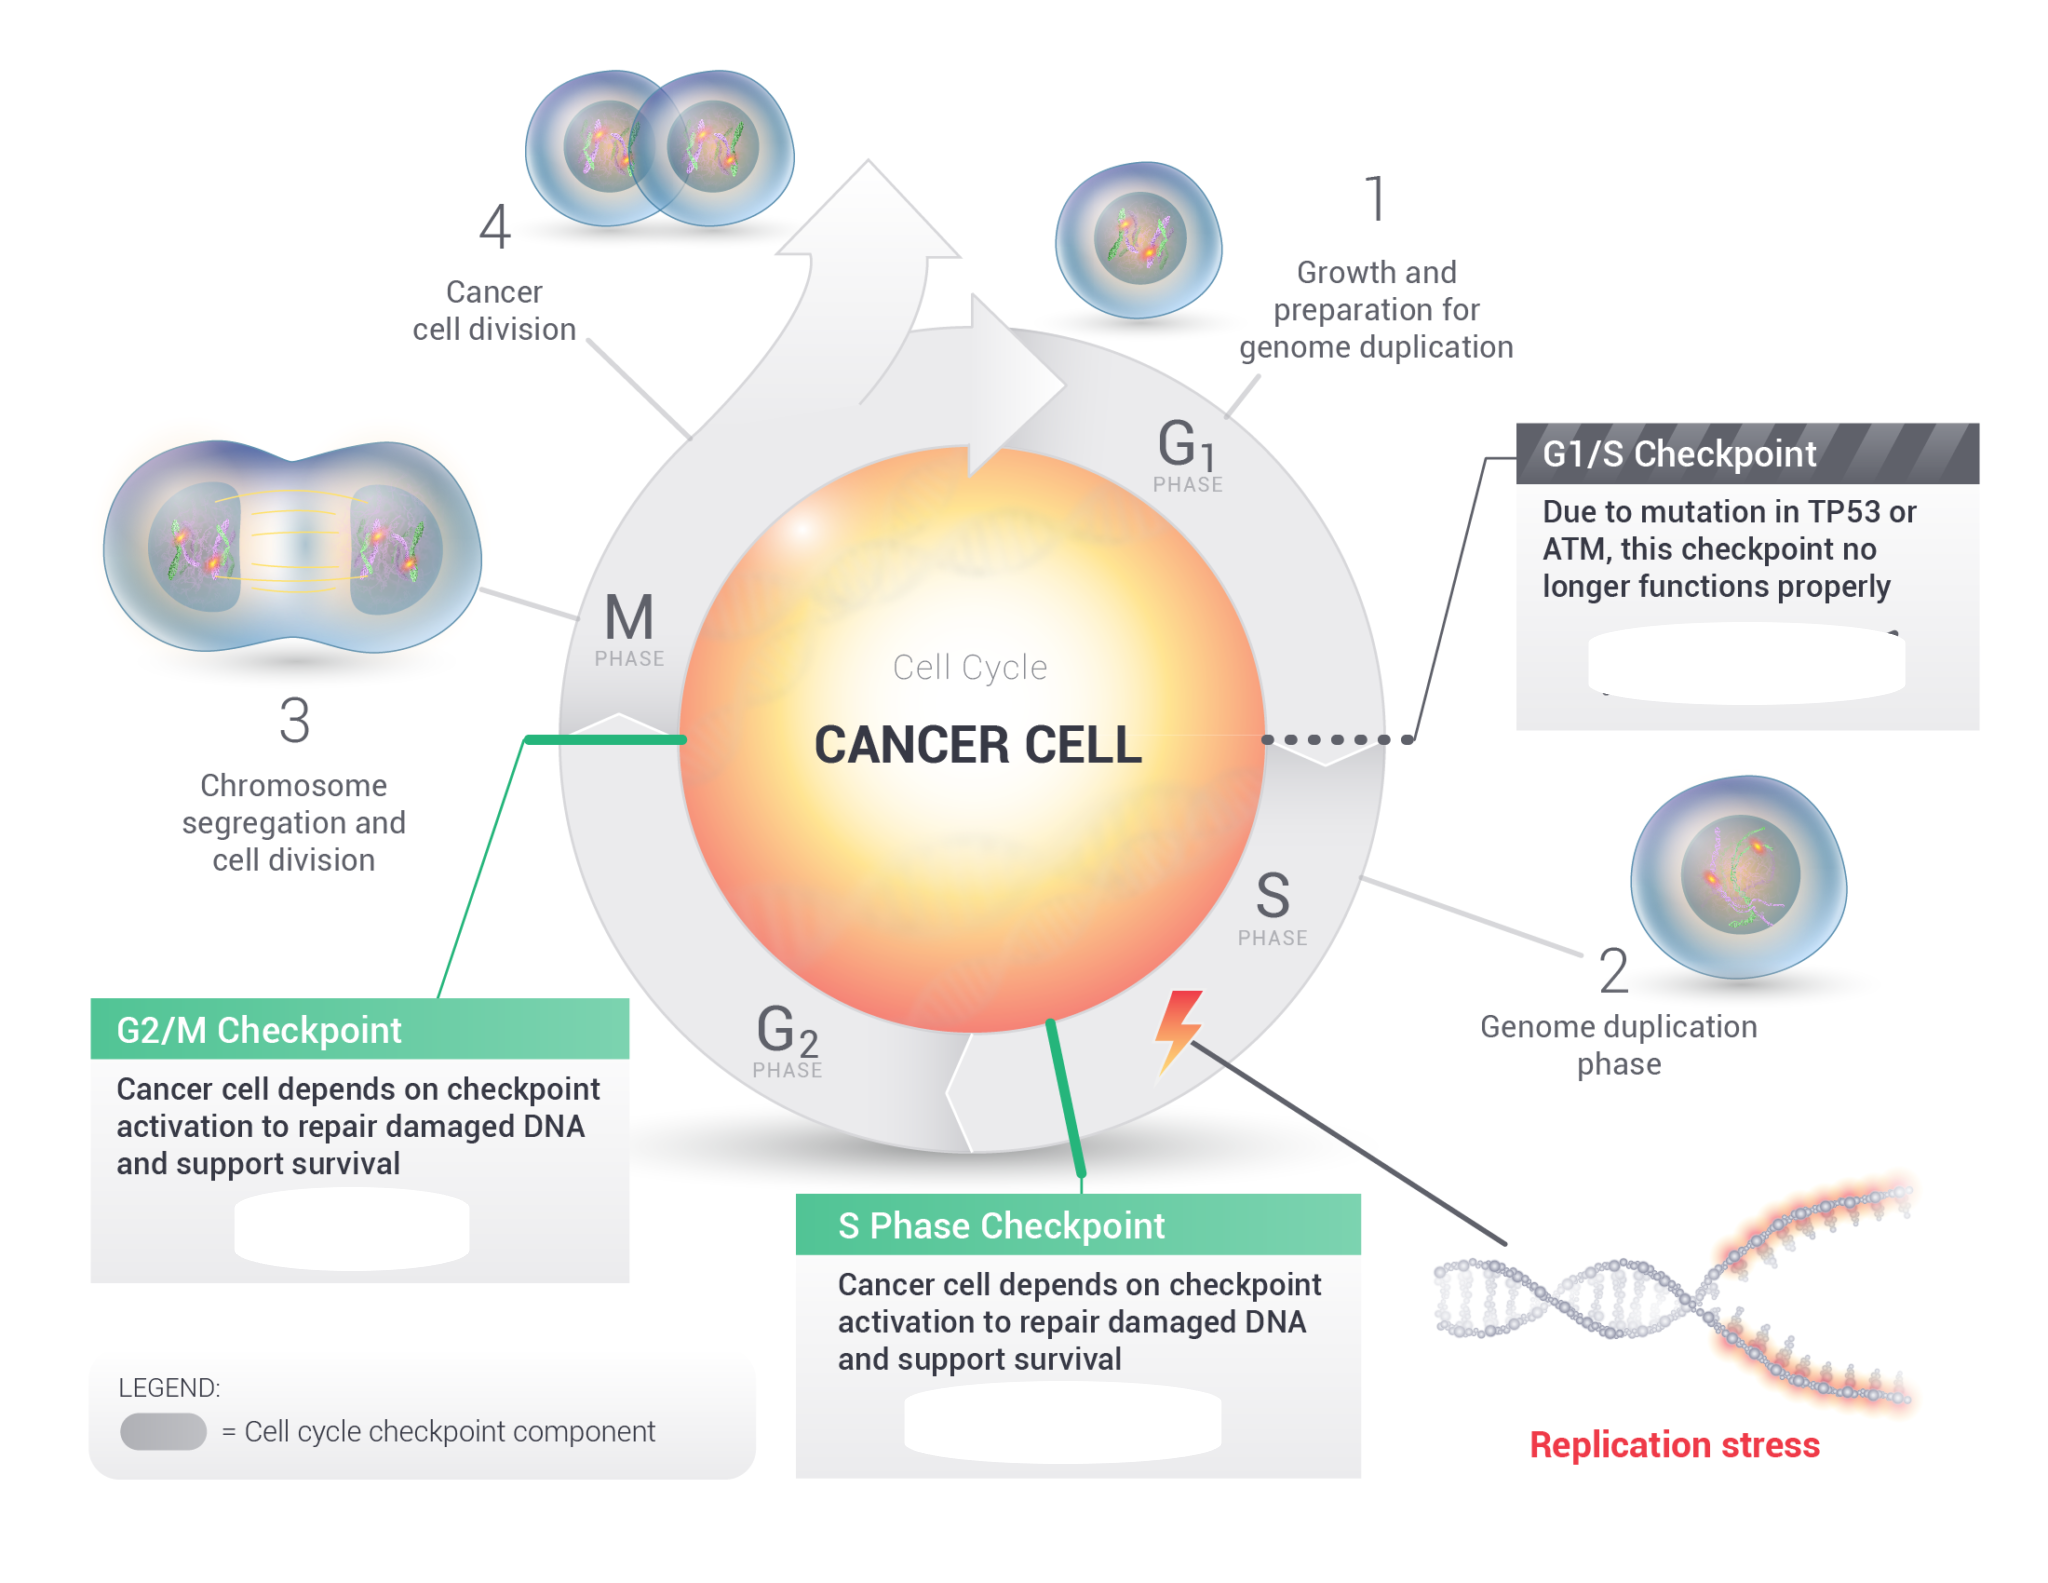 4
Cancer
cell division
1
Growth and
preparation for
genome duplication
G1
PHASE
G1/S Checkpoint
Due to mutation in TP53 or
ATM, this checkpoint no
longer functions properly
M
PHASE
3
Chromosome
segregation and
cell division
Cell Cycle
CANCER CELL
S
PHASE
2
Genome duplication
phase
G2
PHASE
G2/M Checkpoint
Cancer cell depends on checkpoint
activation to repair damaged DNA
and support survival
S Phase Checkpoint
Cancer cell depends on checkpoint
activation to repair damaged DNA
and support survival
LEGEND:
= Cell cycle checkpoint component
Replication stress